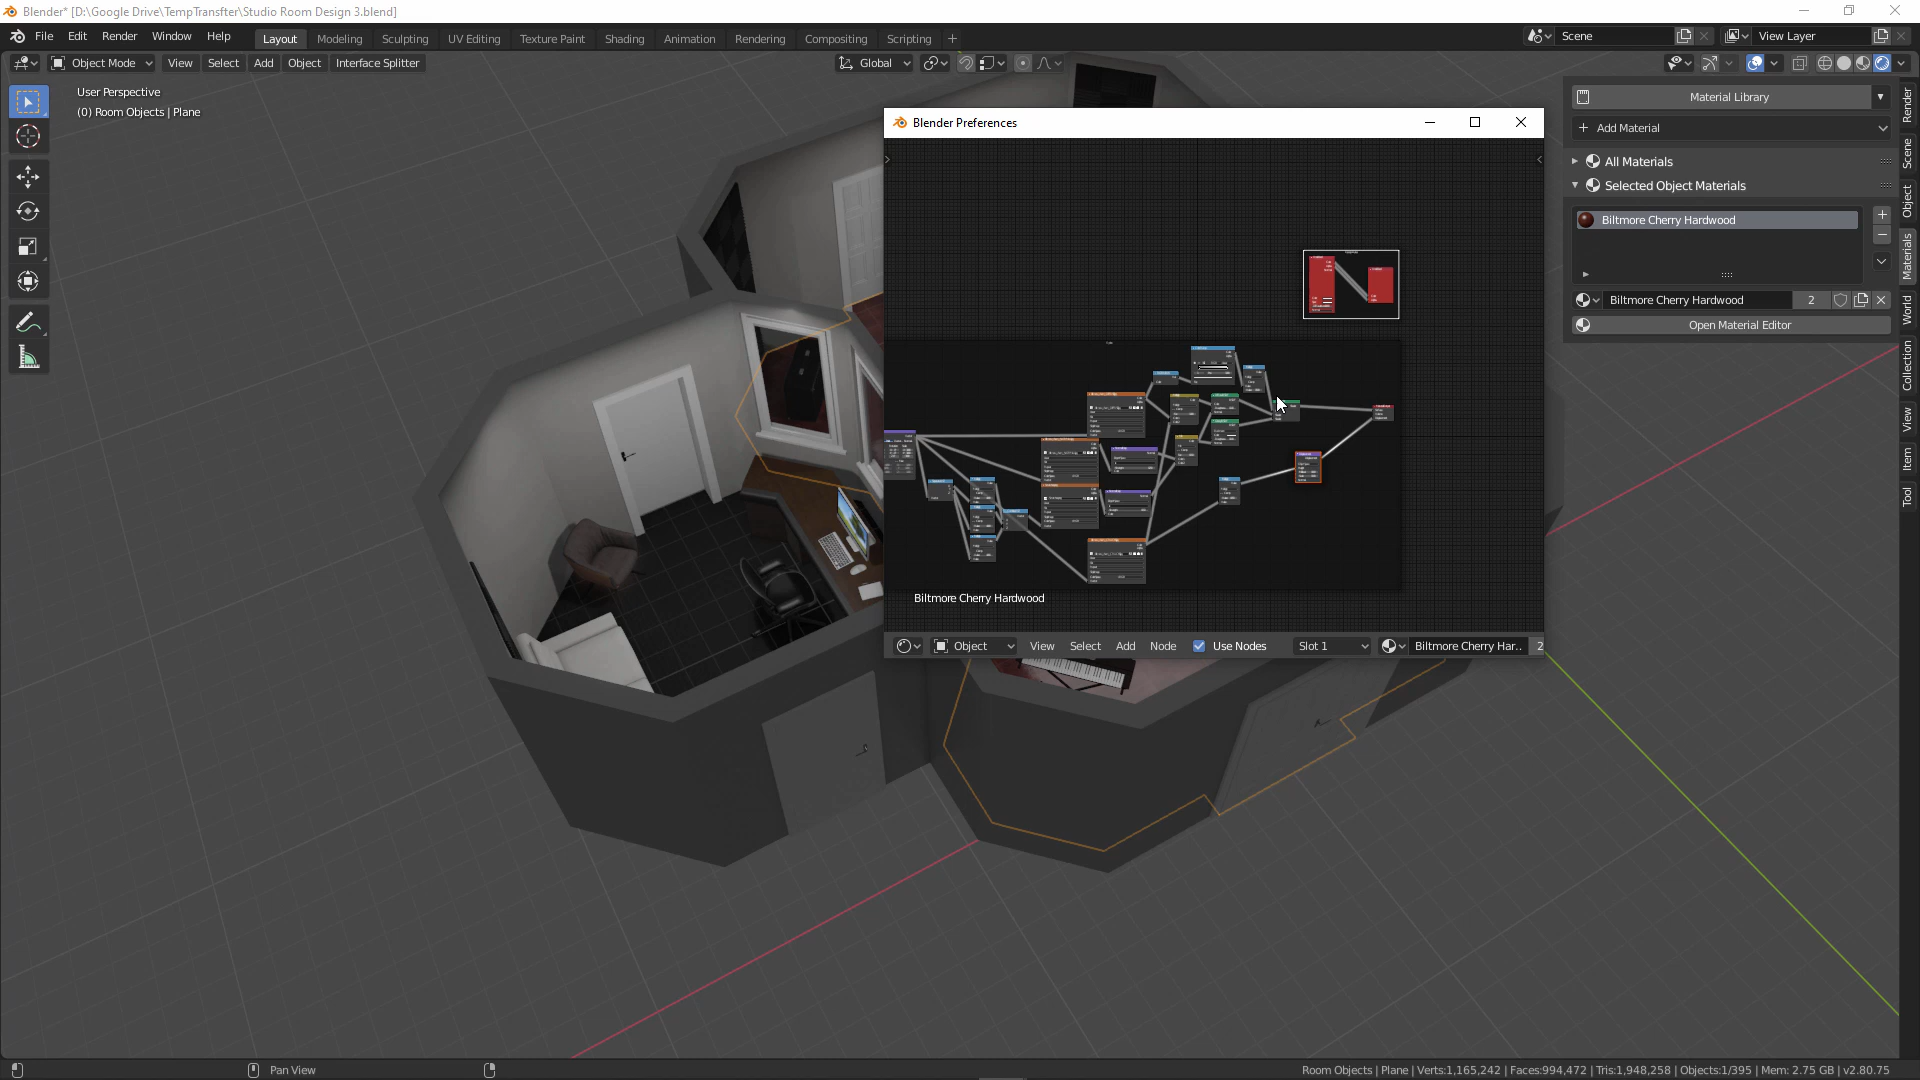 Blender* [D:\Google Drive\TempTransfter\Studio Room Design 3.blend]
File Edit Render Window Help
Layout Modeling Sculpting UV Editing Texture Paint Shading Animation Rendering Compositing Scripting +
Scene
View Layer
Object Mode View Select Add Object Interface Splitter
Global
User Perspective
(0) Room Objects | Plane
Blender Preferences
Biltmore Cherry Hardwood
Object View Select Add Node Use Nodes Slot 1 Biltmore Cherry Har.. 2
Material Library
Add Material
All Materials
Selected Object Materials
Biltmore Cherry Hardwood
Biltmore Cherry Hardwood 2
Open Material Editor
Render
Scene
Object
Materials
World
Collection
View
Item
Tool
Pan View
Room Objects | Plane | Verts:1,165,242 | Faces:994,472 | Tris:1,948,258 | Objects:1/395 | Mem: 2.75 GB | v2.80.75